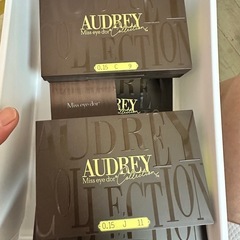 AUDREY
Miss eye d'or Collection
0.15 C 9
COLLECTION
Miss eye d'or
AUDREY
AUDREY
Miss eye d'or Collection
0.15 J 11
COLLECTION